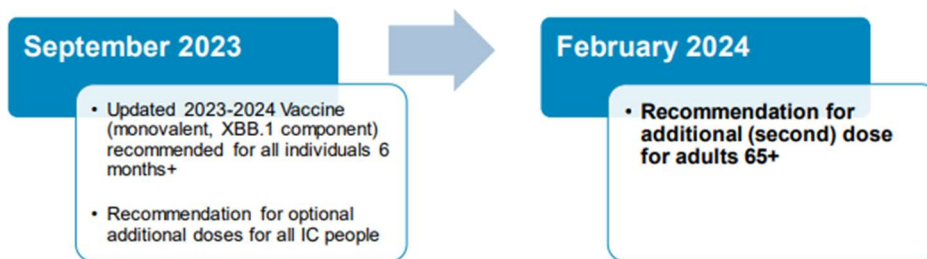 September 2023
• Updated 2023-2024 Vaccine
(monovalent, XBB.1 component)
recommended for all individuals 6
months+
• Recommendation for optional
additional doses for all IC people
February 2024
• Recommendation for
additional (second) dose
for adults 65+